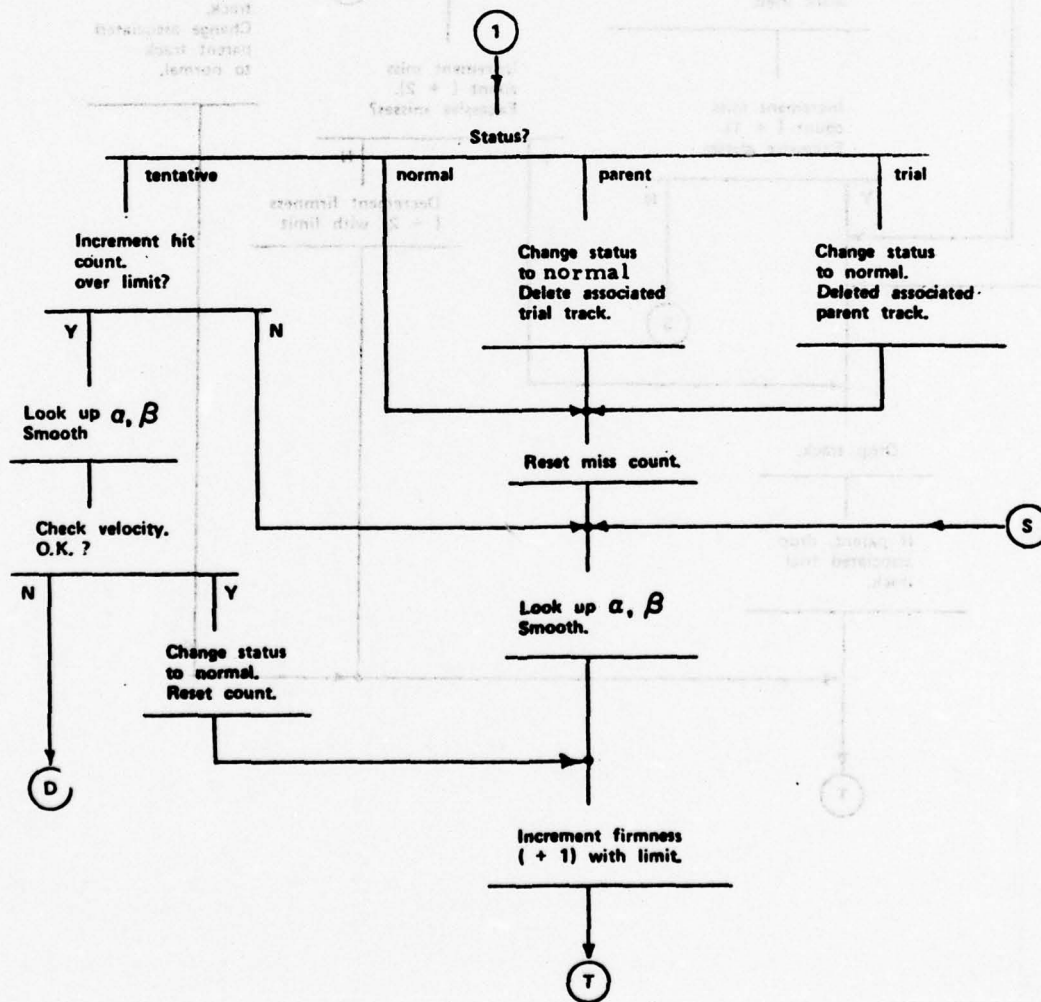 1
Status?
tentative
normal
parent
trial
Increment hit
count.
over limit?
Change status
to normal
Delete associated
trial track.
Change status
to normal.
Deleted associated
parent track.
Y
N
Look up α, β
Smooth
Reset miss count.
Check velocity.
O.K. ?
S
N
Y
Look up α, β
Smooth.
Change status
to normal.
Reset count.
D
Increment firmness
( + 1) with limit.
T